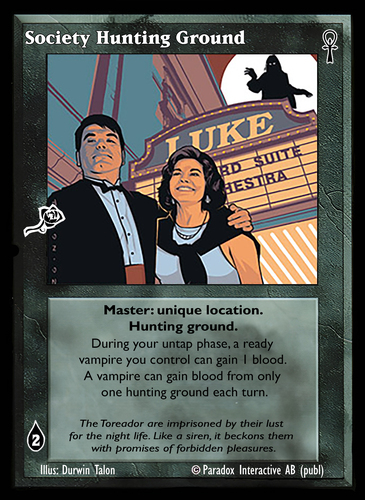 Society Hunting Ground
LUKE
RD SUITE
HESTRA
Master: unique location.
Hunting ground.
During your untap phase, a ready
vampire you control can gain 1 blood.
A vampire can gain blood from only
one hunting ground each turn.
The Toreador are imprisoned by their lust
for the night life. Like a siren, it beckons them
with promises of forbidden pleasures.
2
Illus: Durwin Talon
© Paradox Interactive AB (publ)